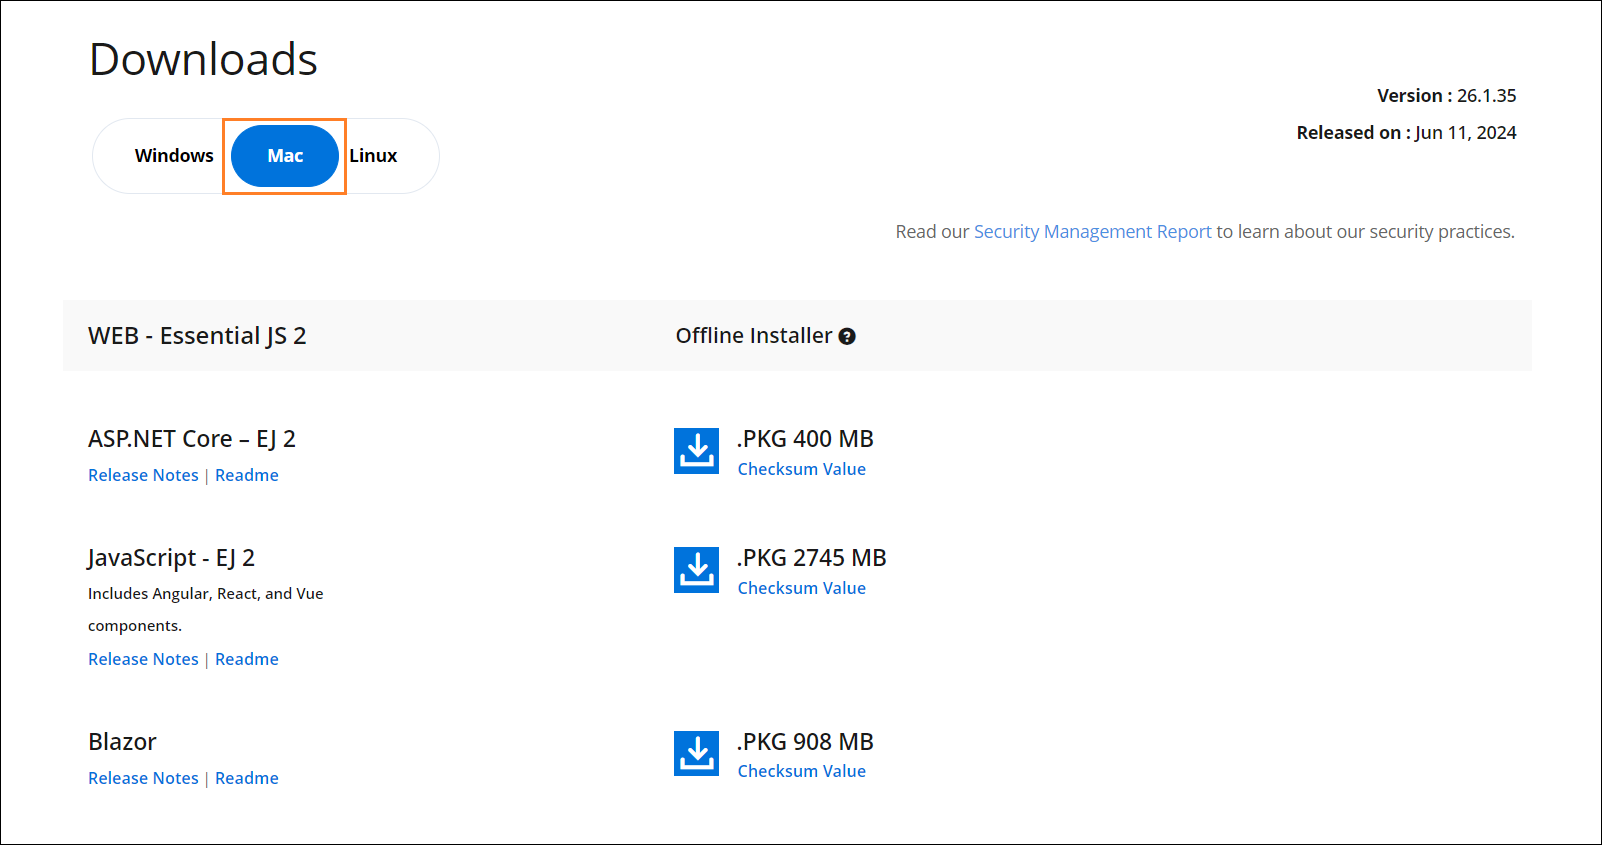 Downloads
Version : 26.1.35
Windows Mac Linux
Released on : Jun 11, 2024
Read our Security Management Report to learn about our security practices.
WEB - Essential JS 2
Offline Installer ?
ASP.NET Core – EJ 2
.PKG 400 MB
Release Notes | Readme
Checksum Value
JavaScript - EJ 2
.PKG 2745 MB
Includes Angular, React, and Vue
components.
Checksum Value
Release Notes | Readme
Blazor
.PKG 908 MB
Release Notes | Readme
Checksum Value